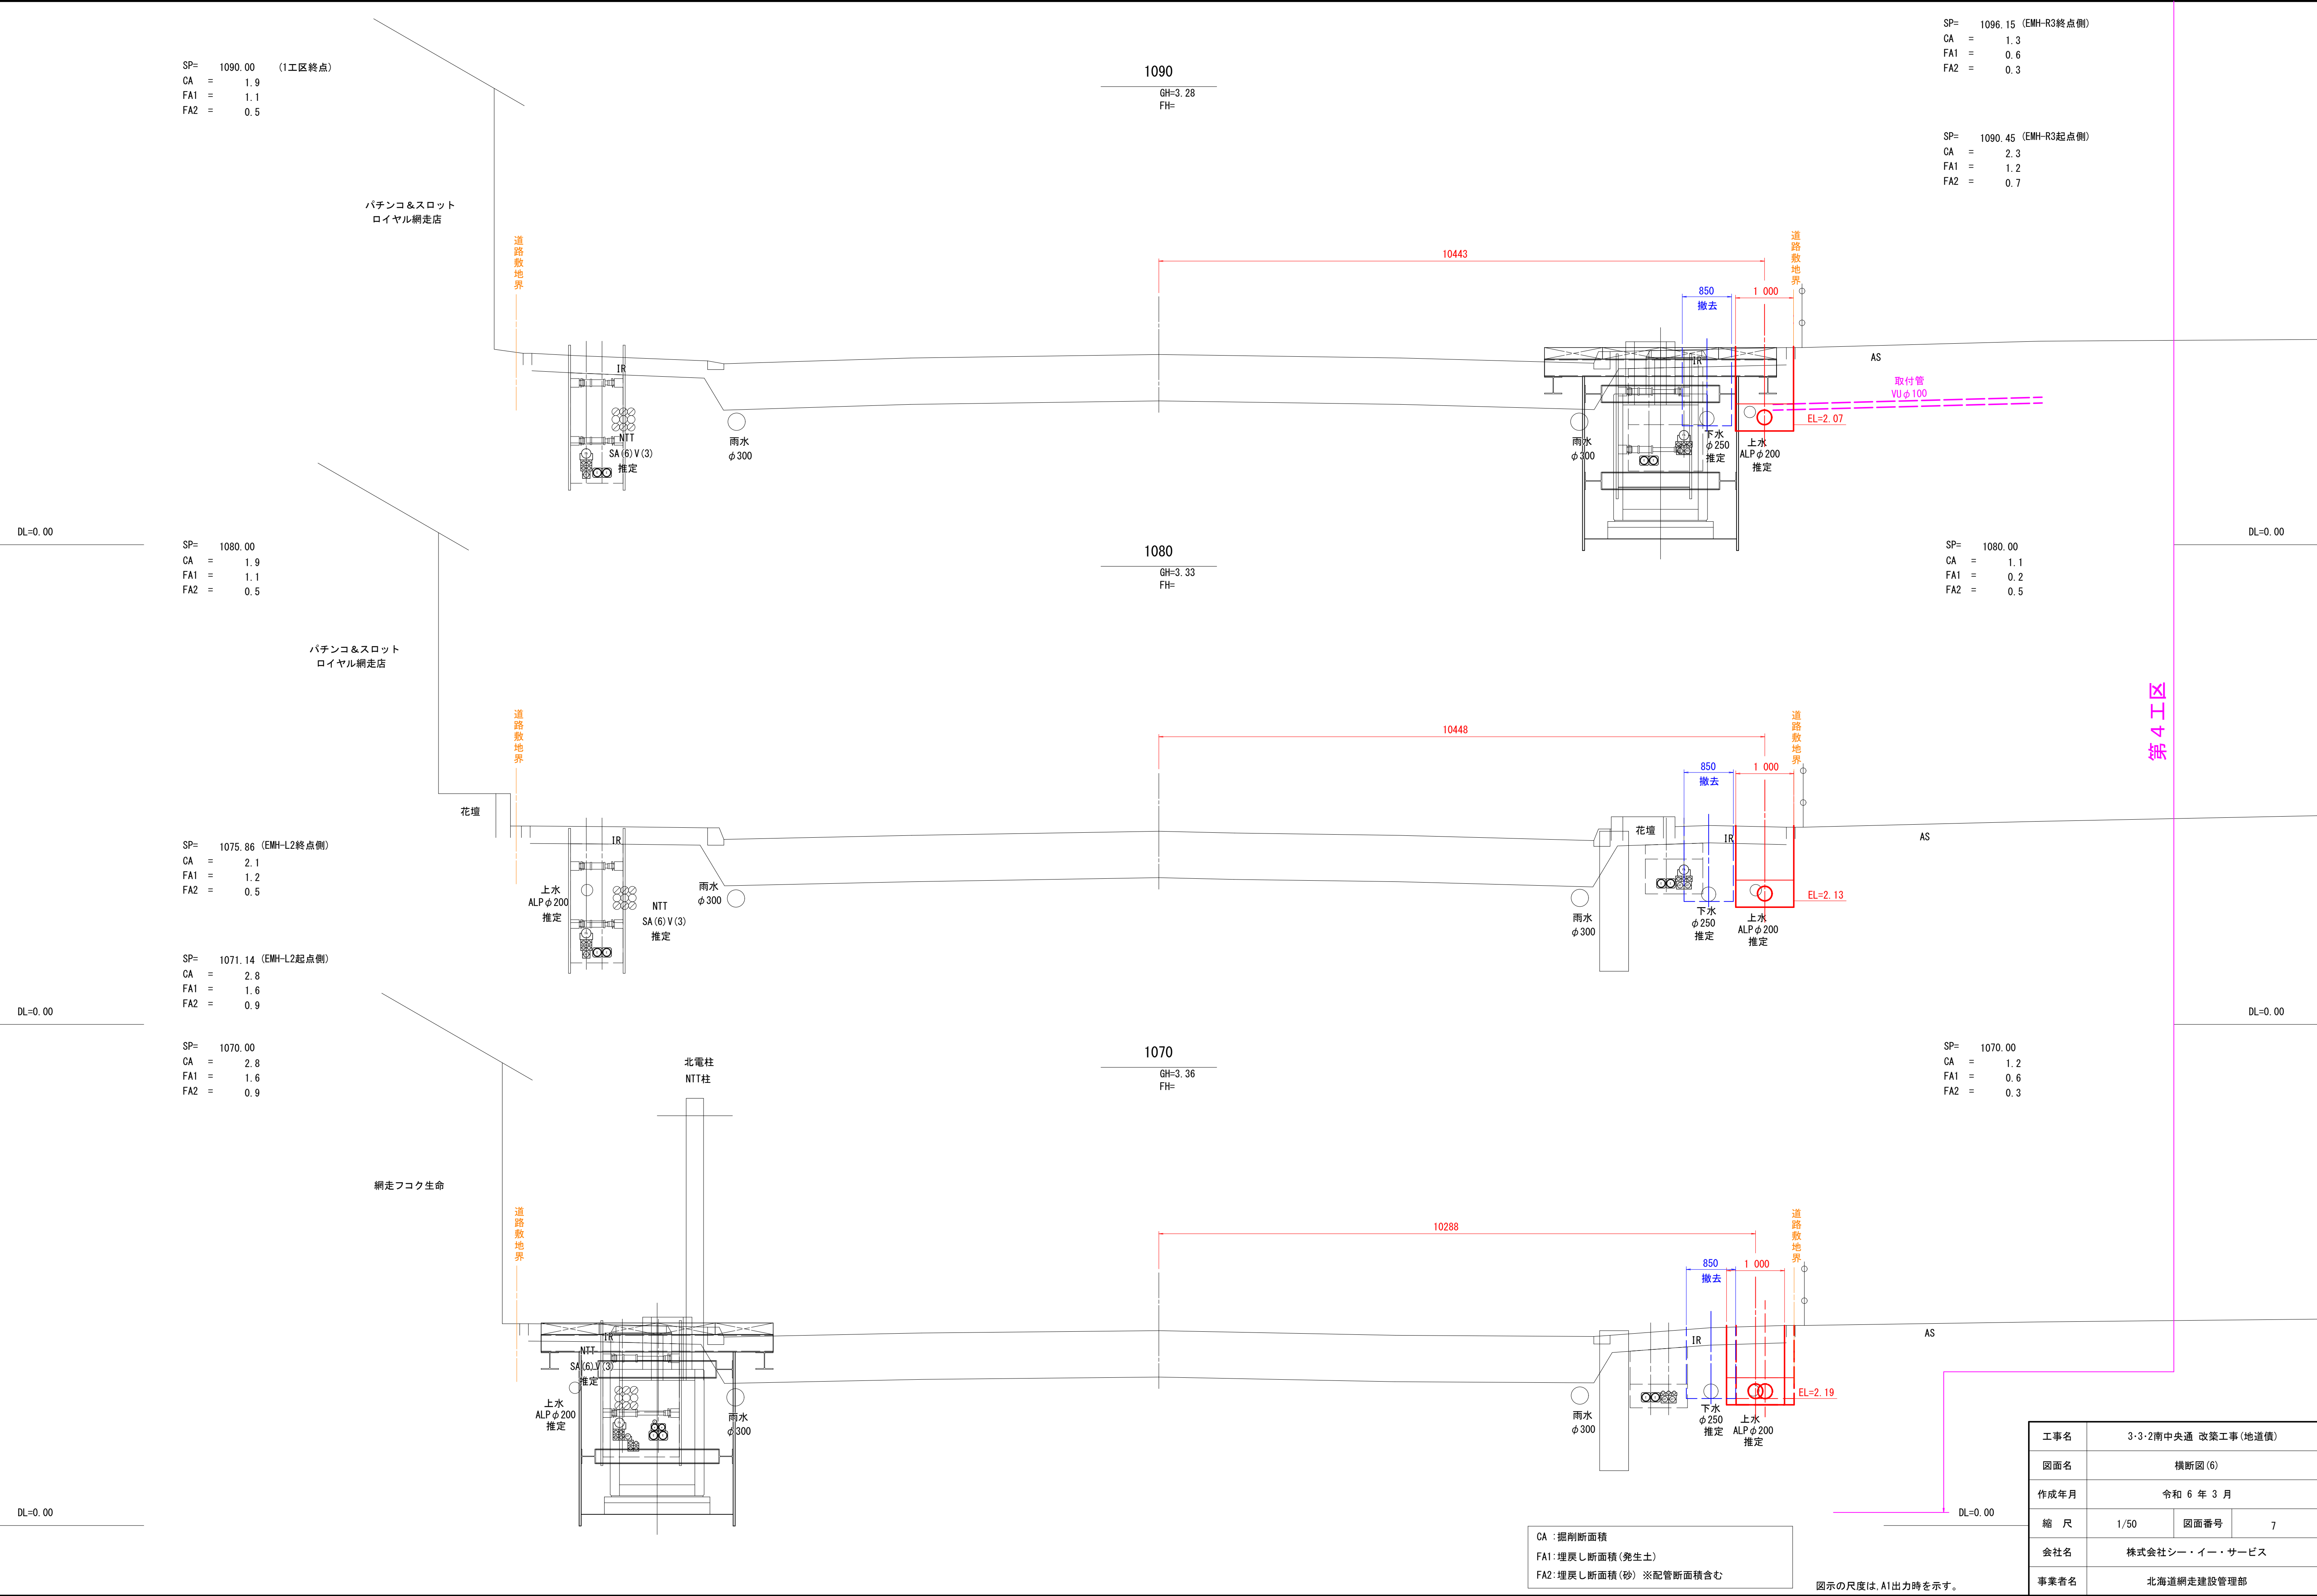 SP= 1090.00 (1工区終点)
CA = 1.9
FA1 = 1.1
FA2 = 0.5
1090
GH=3.28
FH=
SP= 1096.15 (EMH-R3終点側)
CA = 1.3
FA1 = 0.6
FA2 = 0.3
SP= 1090.45 (EMH-R3起点側)
CA = 2.3
FA1 = 1.2
FA2 = 0.7
パチンコ＆スロット
ロイヤル網走店
道路敷地界
10443
道路敷地界
850
撤去
1 000
IR
IR
AS
取付管
VUφ100
EL=2.07
NTT
SA(6)V(3)
推定
雨水
φ300
雨水
φ300
下水
φ250
推定
上水
ALPφ200
推定
DL=0.00
DL=0.00
SP= 1080.00
CA = 1.9
FA1 = 1.1
FA2 = 0.5
1080
GH=3.33
FH=
SP= 1080.00
CA = 1.1
FA1 = 0.2
FA2 = 0.5
パチンコ＆スロット
ロイヤル網走店
第４工区
道路敷地界
10448
道路敷地界
850
撤去
1 000
花壇
花壇
IR
IR
AS
SP= 1075.86 (EMH-L2終点側)
CA = 2.1
FA1 = 1.2
FA2 = 0.5
上水
ALPφ200
推定
NTT
SA(6)V(3)
推定
雨水
φ300
雨水
φ300
下水
φ250
推定
上水
ALPφ200
推定
EL=2.13
SP= 1071.14 (EMH-L2起点側)
CA = 2.8
FA1 = 1.6
FA2 = 0.9
DL=0.00
DL=0.00
SP= 1070.00
CA = 2.8
FA1 = 1.6
FA2 = 0.9
北電柱
NTT柱
1070
GH=3.36
FH=
SP= 1070.00
CA = 1.2
FA1 = 0.6
FA2 = 0.3
網走フコク生命
道路敷地界
10288
道路敷地界
850
撤去
1 000
IR
IR
AS
NTT
SA(6)V(3)
推定
上水
ALPφ200
推定
雨水
φ300
雨水
φ300
下水
φ250
推定
上水
ALPφ200
推定
EL=2.19
DL=0.00
DL=0.00
CA :掘削断面積
FA1:埋戻し断面積(発生土)
FA2:埋戻し断面積(砂) ※配管断面積含む
図示の尺度は,A1出力時を示す。
工事名 3･3･2南中央通 改築工事(地道債)
図面名 横断図(6)
作成年月 令和 6 年 3 月
縮 尺 1/50 図面番号 7
会社名 株式会社シー・イー・サービス
事業者名 北海道網走建設管理部